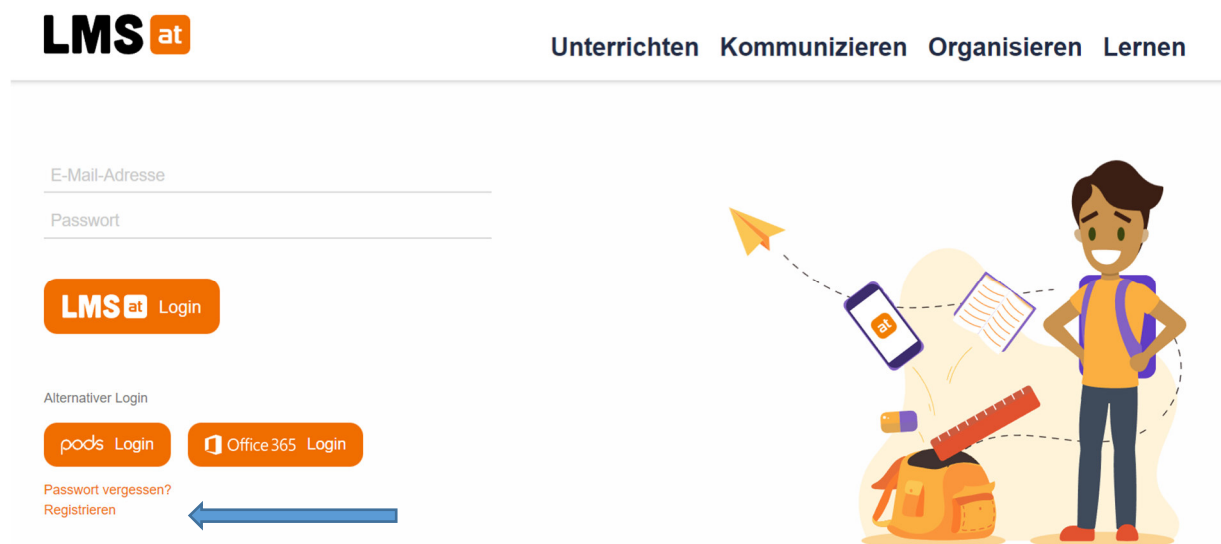 LMS at
Unterrichten Kommunizieren Organisieren Lernen
E-Mail-Adresse
Passwort
LMS at Login
at
Alternativer Login
pods Login
Office 365 Login
Passwort vergessen?
Registrieren